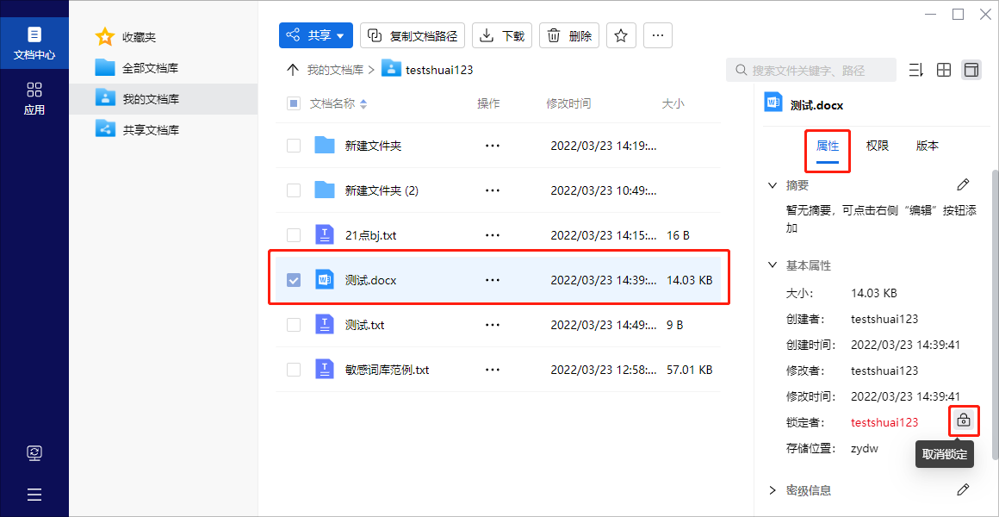 文档中心
应用
收藏夹
全部文档库
我的文档库
共享文档库
共享
复制文档路径
下载
删除
我的文档库 > testshuai123
搜索文件关键字、路径
文档名称 操作 修改时间 大小
新建文件夹 2022/03/23 14:19:...
新建文件夹 (2) 2022/03/23 10:49:...
21点bj.txt 2022/03/23 14:15:... 16 B
测试.docx 2022/03/23 14:39:... 14.03 KB
测试.txt 2022/03/23 14:49:... 9 B
敏感词库范例.txt 2022/03/23 12:58:... 57.01 KB
测试.docx
属性 权限 版本
摘要
暂无摘要，可点击右侧“编辑”按钮添
加
基本属性
大小： 14.03 KB
创建者： testshuai123
创建时间： 2022/03/23 14:39:41
修改者： testshuai123
修改时间： 2022/03/23 14:39:41
锁定者： testshuai123
存储位置： zydw
取消锁定
密级信息